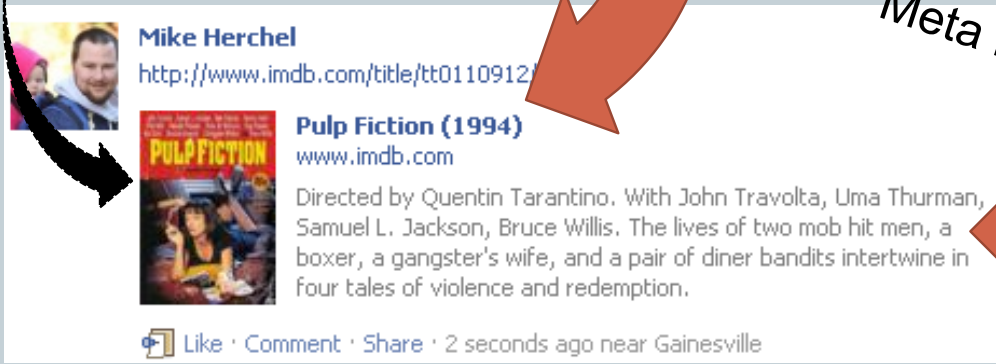 Meta
Mike Herchel
http://www.imdb.com/title/tt0110912/
PULP FICTION
Pulp Fiction (1994)
www.imdb.com
Directed by Quentin Tarantino. With John Travolta, Uma Thurman,
Samuel L. Jackson, Bruce Willis. The lives of two mob hit men, a
boxer, a gangster's wife, and a pair of diner bandits intertwine in
four tales of violence and redemption.
Like · Comment · Share · 2 seconds ago near Gainesville